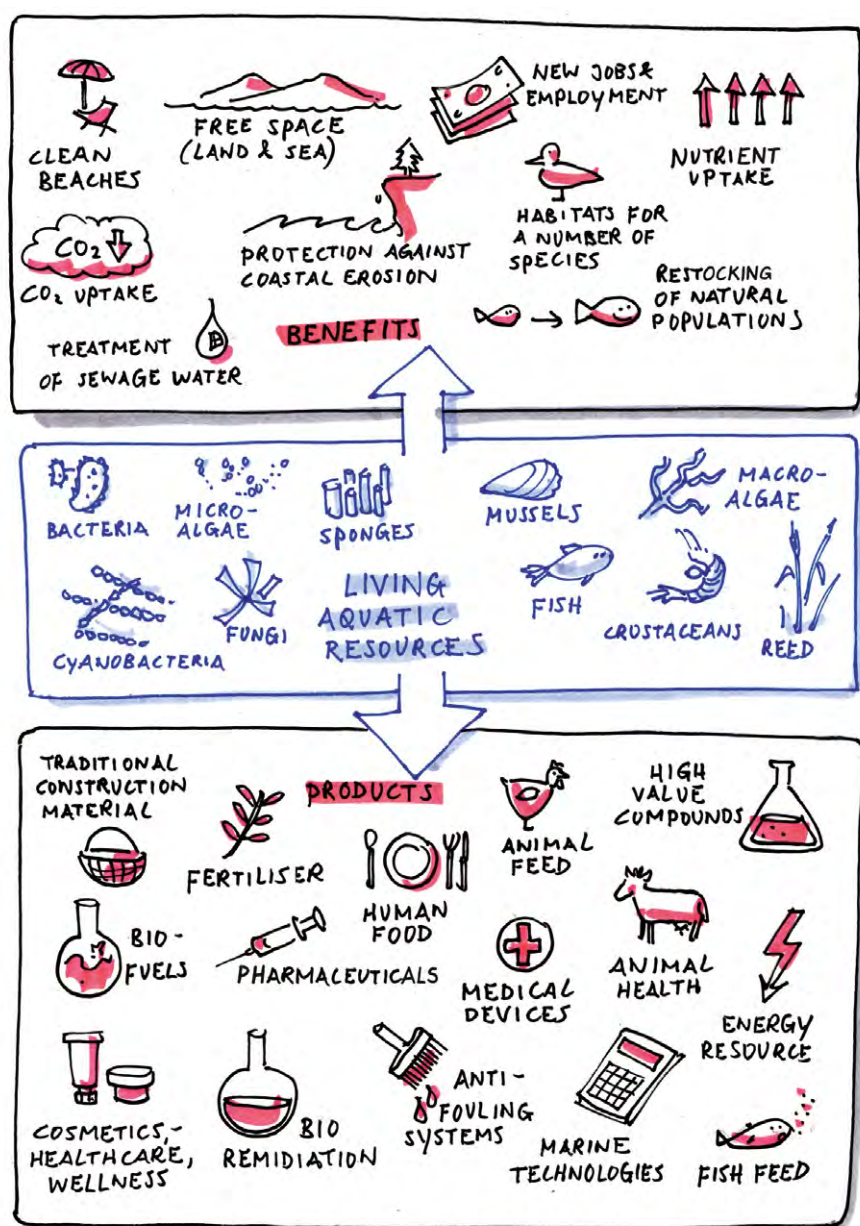 CLEAN
BEACHES
FREE SPACE
(LAND & SEA)
NEW JOBS &
EMPLOYMENT
NUTRIENT
UPTAKE
CO2
CO2 UPTAKE
PROTECTION AGAINST
COASTAL EROSION
HABITATS FOR
A NUMBER OF
SPECIES
RESTOCKING
OF NATURAL
POPULATIONS
TREATMENT
OF SEWAGE WATER
BENEFITS
BACTERIA
MICRO-
ALGAE
SPONGES
MUSSELS
MACRO-
ALGAE
CYANOBACTERIA
FUNGI
LIVING
AQUATIC
RESOURCES
FISH
CRUSTACEANS
REED
TRADITIONAL
CONSTRUCTION
MATERIAL
PRODUCTS
FERTILISER
HUMAN
FOOD
ANIMAL
FEED
HIGH
VALUE
COMPOUNDS
BIO-
FUELS
PHARMACEUTICALS
MEDICAL
DEVICES
ANIMAL
HEALTH
ENERGY
RESOURCE
COSMETICS,-
HEALTHCARE,
WELLNESS
BIO
REMIDIATION
ANTI-
FOULING
SYSTEMS
MARINE
TECHNOLOGIES
FISH FEED